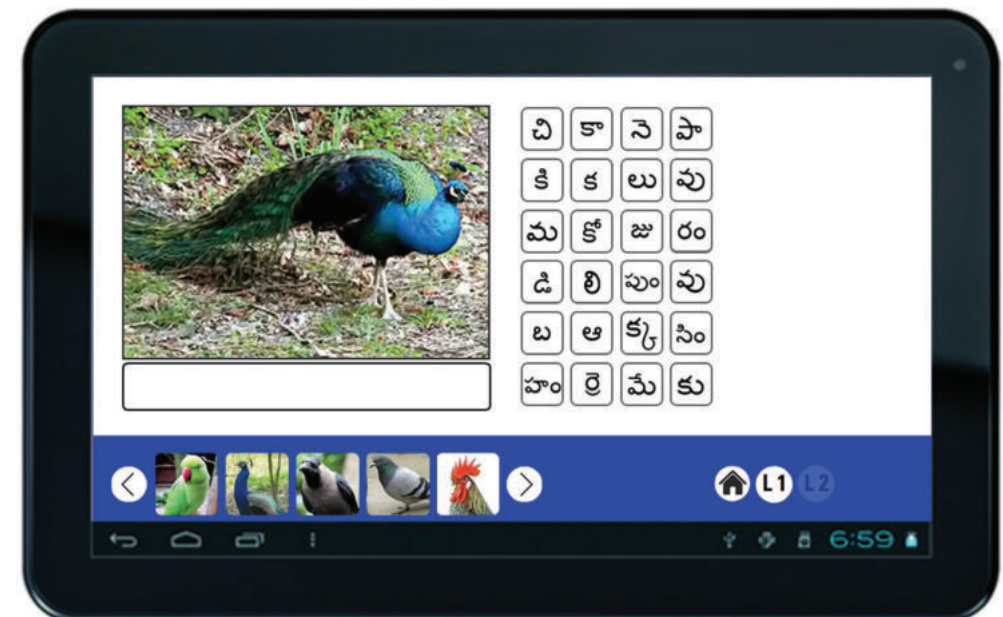 చి కా నె పా
కి క లు వు
మ కో జు రం
డి లి పుం వు
బ ఆ క్క సిం
హం ర్రె మే కు
L1 L2
6:59